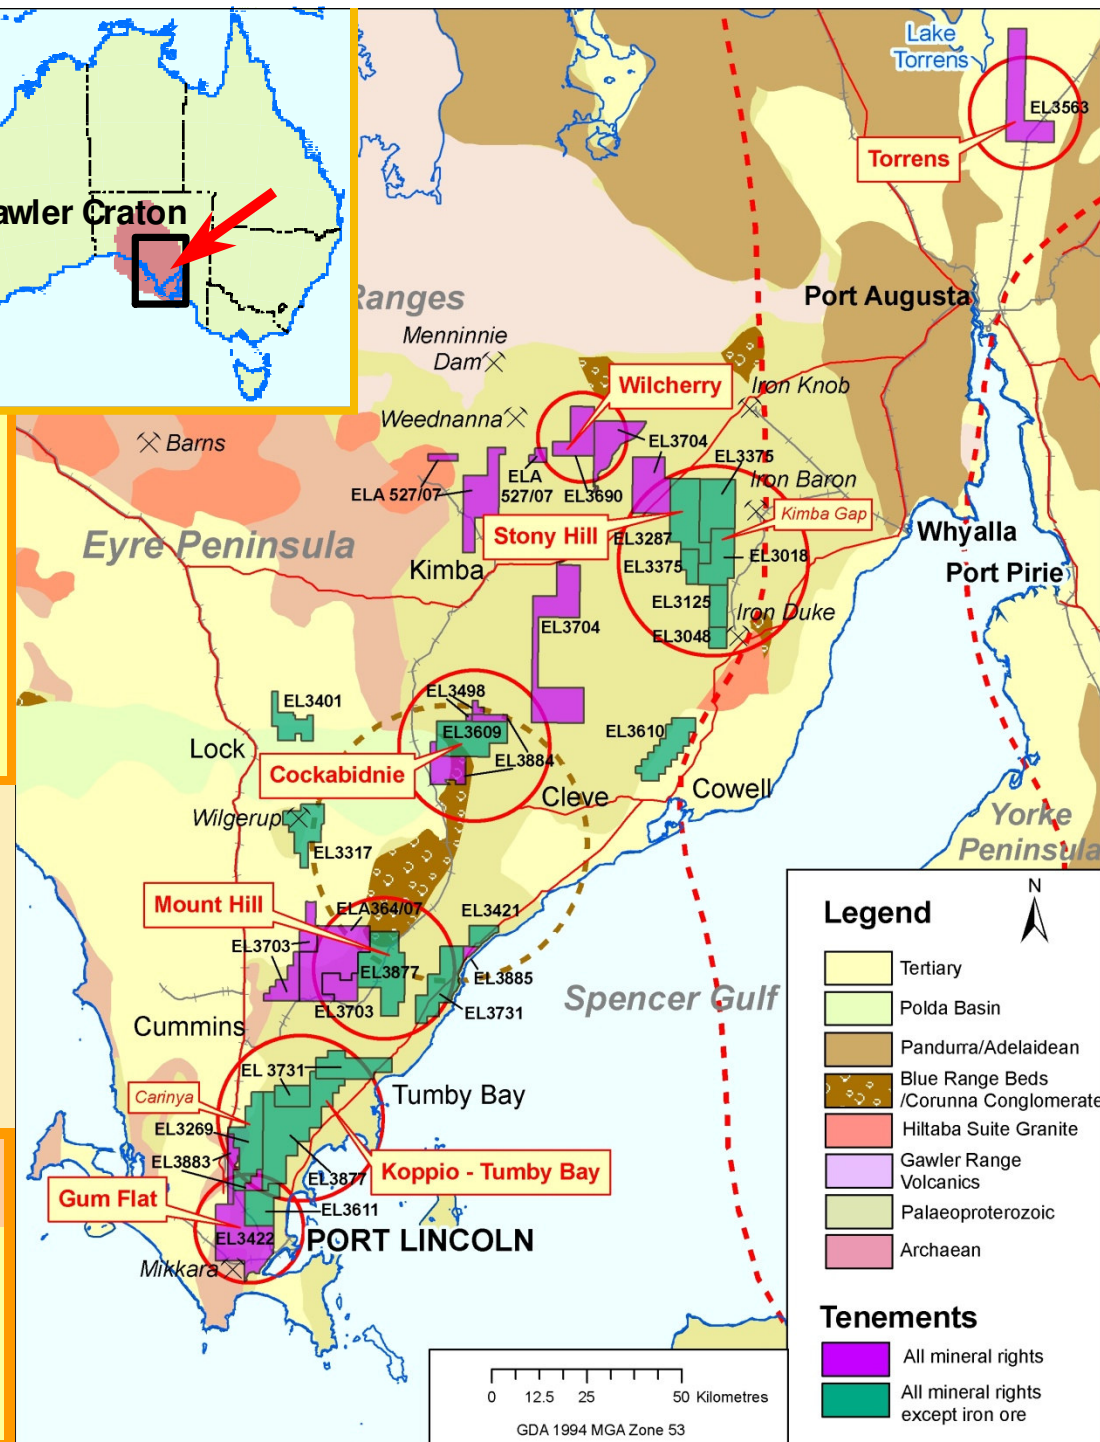 Lake
Torrens
EL3563
Torrens
awler Craton
Ranges
Port Augusta
Menninnie
Dam
Wilcherry
Iron Knob
Weednanna
Barns
EL3704
EL3375
ELA
527/07
ELA 527/07
EL3690
Iron Baron
Kimba Gap
Stony Hill
EL3287
Whyalla
Eyre Peninsula
EL3018
EL3375
Kimba
Port Pirie
EL3125
Iron Duke
EL3704
EL3048
EL3498
EL3401
EL3609
EL3610
Lock
EL3884
Cockabidnie
Cleve
Cowell
Wilgerup
Yorke
Peninsula
EL3317
Mount Hill
ELA364/07
EL3421
EL3703
EL3877
EL3885
EL3703
EL3731
Spencer Gulf
Cummins
EL 3731
Carinya
Tumby Bay
EL3269
EL3883
EL3877
Koppio - Tumby Bay
Gum Flat
EL3611
EL3422
PORT LINCOLN
Mikkara
N
Legend
Tertiary
Polda Basin
Pandurra/Adelaidean
Blue Range Beds
/Corunna Conglomerate
Hiltaba Suite Granite
Gawler Range
Volcanics
Palaeoproterozoic
Archaean
Tenements
All mineral rights
All mineral rights
except iron ore
0 12.5 25 50 Kilometres
GDA 1994 MGA Zone 53